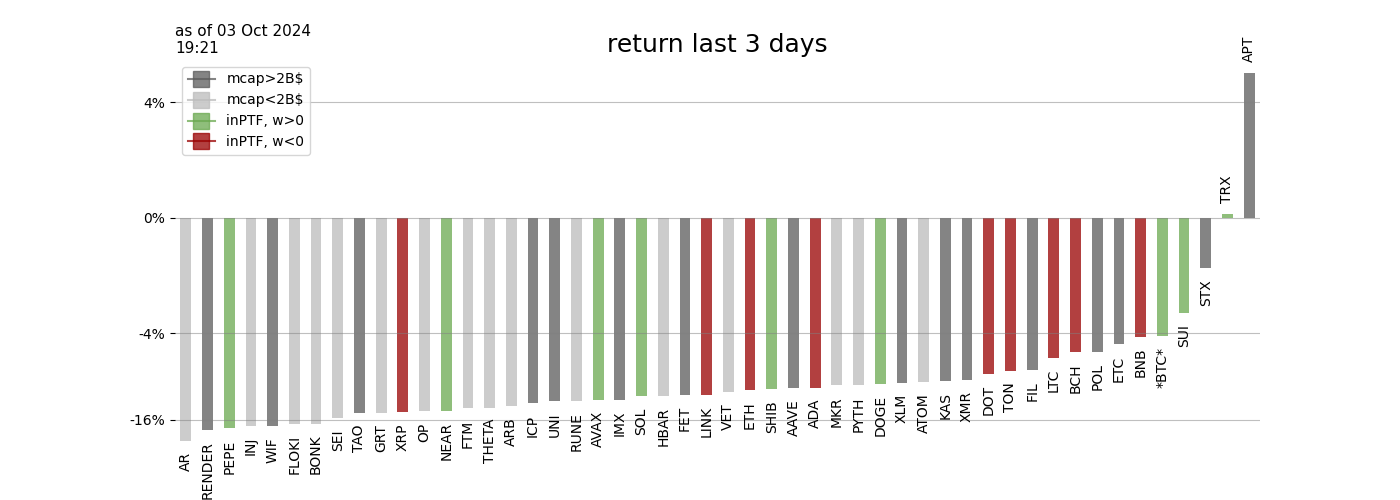 as of 03 Oct 2024
19:21
return last 3 days
mcap>2B$
mcap<2B$
inPTF, w>0
inPTF, w<0
4%
0%
-4%
-16%
AR
RENDER
PEPE
INJ
WIF
FLOKI
BONK
SEI
TAO
GRT
XRP
OP
NEAR
FTM
THETA
ARB
ICP
UNI
RUNE
AVAX
IMX
SOL
HBAR
FET
LINK
VET
ETH
SHIB
AAVE
ADA
MKR
PYTH
DOGE
XLM
ATOM
KAS
XMR
DOT
TON
FIL
LTC
BCH
POL
ETC
BNB
*BTC*
SUI
STX
TRX
APT